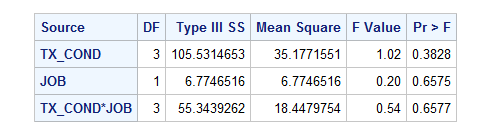 Source DF Type III SS Mean Square F Value Pr > F
TX_COND 3 105.5314653 35.1771551 1.02 0.3828
JOB 1 6.7746516 6.7746516 0.20 0.6575
TX_COND*JOB 3 55.3439262 18.4479754 0.54 0.6577